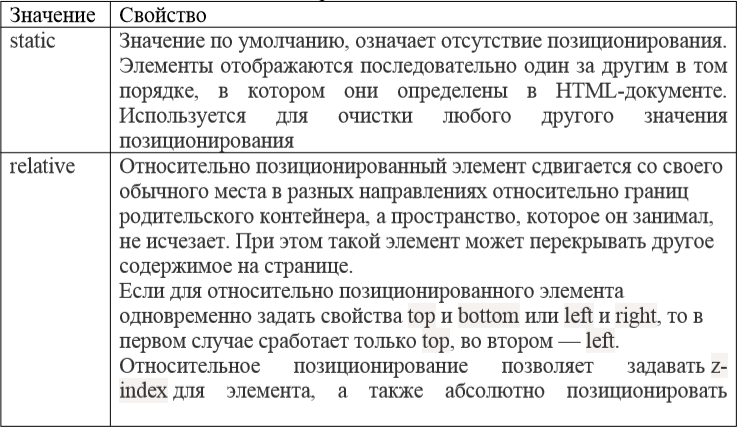 Значение Свойство
static Значение по умолчанию, означает отсутствие позиционирования.
Элементы отображаются последовательно один за другим в том
порядке, в котором они определены в HTML-документе.
Используется для очистки любого другого значения
позиционирования
relative Относительно позиционированный элемент сдвигается со своего
обычного места в разных направлениях относительно границ
родительского контейнера, а пространство, которое он занимал,
не исчезает. При этом такой элемент может перекрывать другое
содержимое на странице.
Если для относительно позиционированного элемента
одновременно задать свойства top и bottom или left и right, то в
первом случае сработает только top, во втором — left.
Относительное позиционирование позволяет задавать z-
index для элемента, а также абсолютно позиционировать